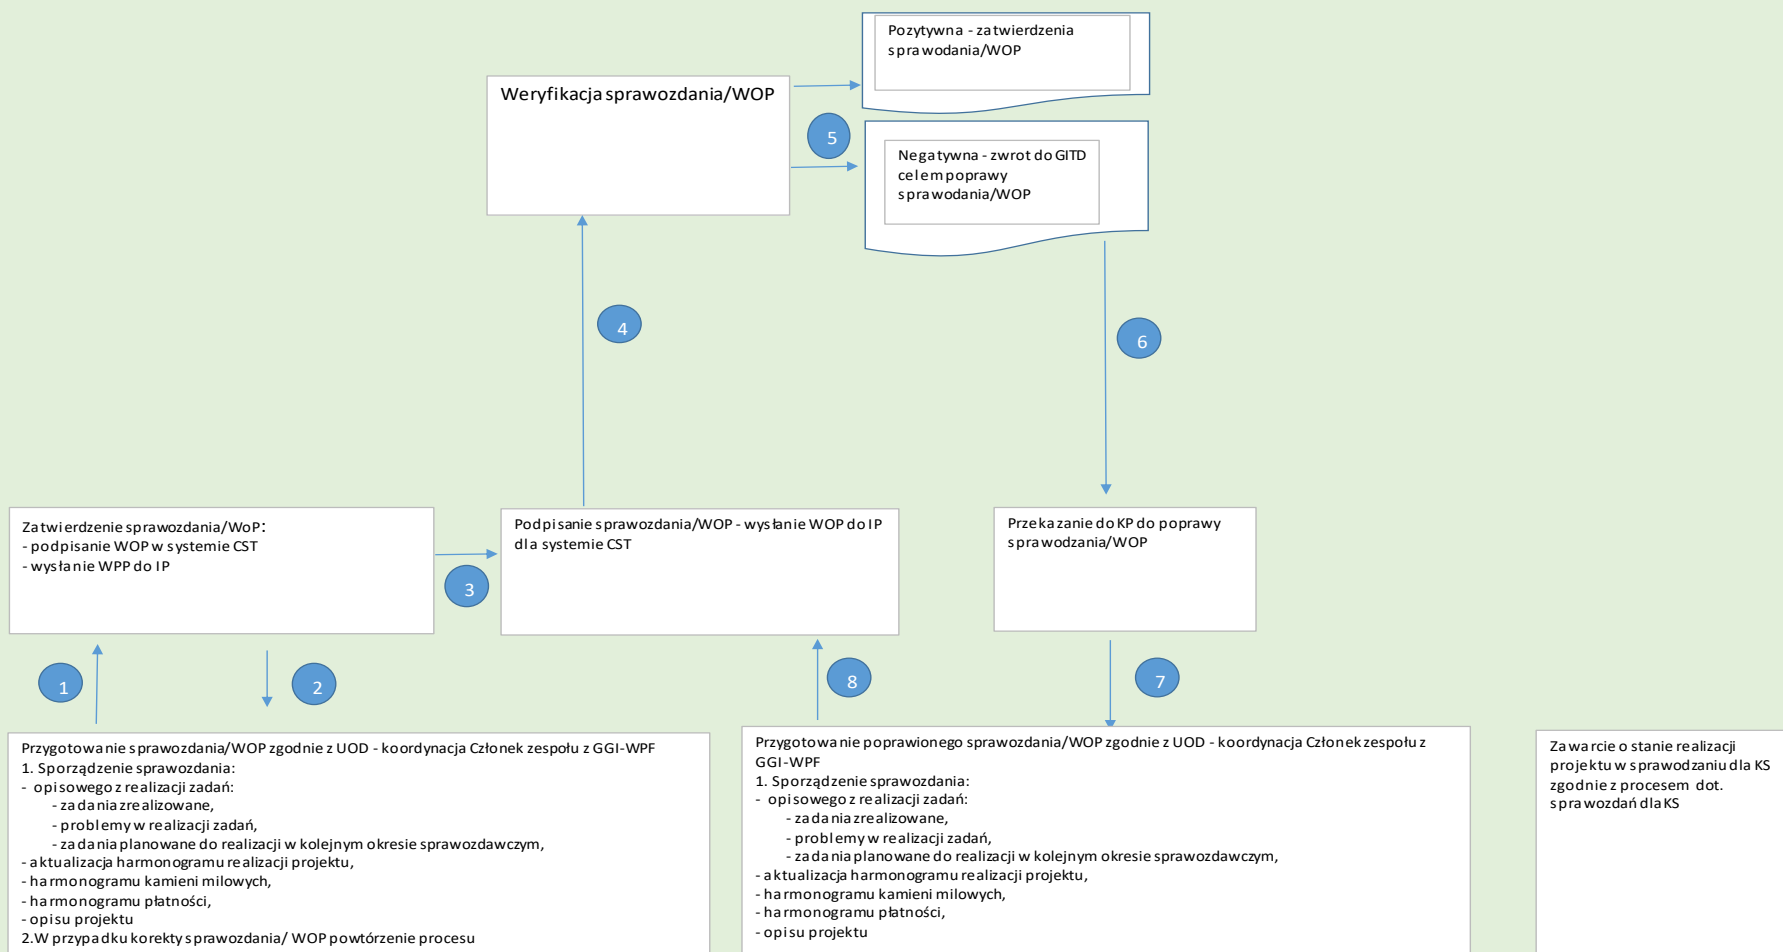 Pozytywna - zatwierdzenia
sprawodania/WOP
Weryfikacja sprawozdania/WOP
5
Negatywna - zwrot do GITD
celem poprawy
sprawodania/WOP
4
6
Zatwierdzenie sprawozdania/WoP:
- podpisanie WOP w systemie CST
- wysłanie WPP do IP
3
Podpisanie sprawozdania/WOP - wysłanie WOP do IP
dla systemie CST
Przekazanie do KP do poprawy
sprawodzania/WOP
1
2
8
7
Przygotowanie sprawozdania/WOP zgodnie z UOD - koordynacja Członek zespołu z GGI-WPF
1. Sporządzenie sprawozdania:
- opisowego z realizacji zadań:
- zadania zrealizowane,
- problemy w realizacji zadań,
- zadania planowane do realizacji w kolejnym okresie sprawozdawczym,
- aktualizacja harmonogramu realizacji projektu,
- harmonogramu kamieni milowych,
- harmonogramu płatności,
- opisu projektu
2.W przypadku korekty sprawozdania/ WOP powtórzenie procesu
Przygotowanie poprawionego sprawozdania/WOP zgodnie z UOD - koordynacja Członek zespołu z
GGI-WPF
1. Sporządzenie sprawozdania:
- opisowego z realizacji zadań:
- zadania zrealizowane,
- problemy w realizacji zadań,
- zadania planowane do realizacji w kolejnym okresie sprawozdawczym,
- aktualizacja harmonogramu realizacji projektu,
- harmonogramu kamieni milowych,
- harmonogramu płatności,
- opisu projektu
Zawarcie o stanie realizacji
projektu w sprawodzaniu dla KS
zgodnie z procesem dot.
sprawozdań dla KS